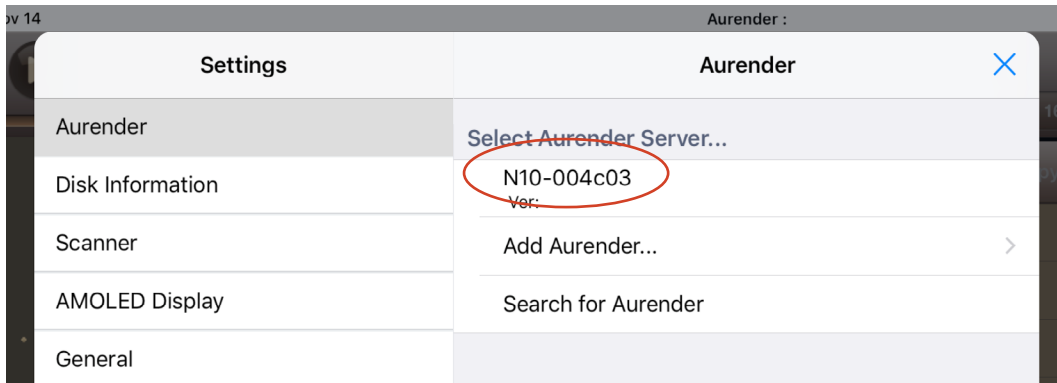 ov 14
Aurender :
Settings
Aurender
Disk Information
Scanner
AMOLED Display
General
Aurender
Select Aurender Server...
N10-004c03
Ver:
Add Aurender...
Search for Aurender